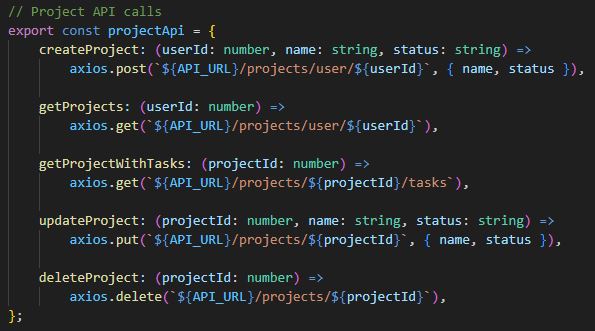 // Project API calls
export const projectApi = {
    createProject: (userId: number, name: string, status: string) =>
        axios.post(`${API_URL}/projects/user/${userId}`, { name, status }),

    getProjects: (userId: number) =>
        axios.get(`${API_URL}/projects/user/${userId}`),

    getProjectWithTasks: (projectId: number) =>
        axios.get(`${API_URL}/projects/${projectId}/tasks`),

    updateProject: (projectId: number, name: string, status: string) =>
        axios.put(`${API_URL}/projects/${projectId}`, { name, status }),

    deleteProject: (projectId: number) =>
        axios.delete(`${API_URL}/projects/${projectId}`),
};